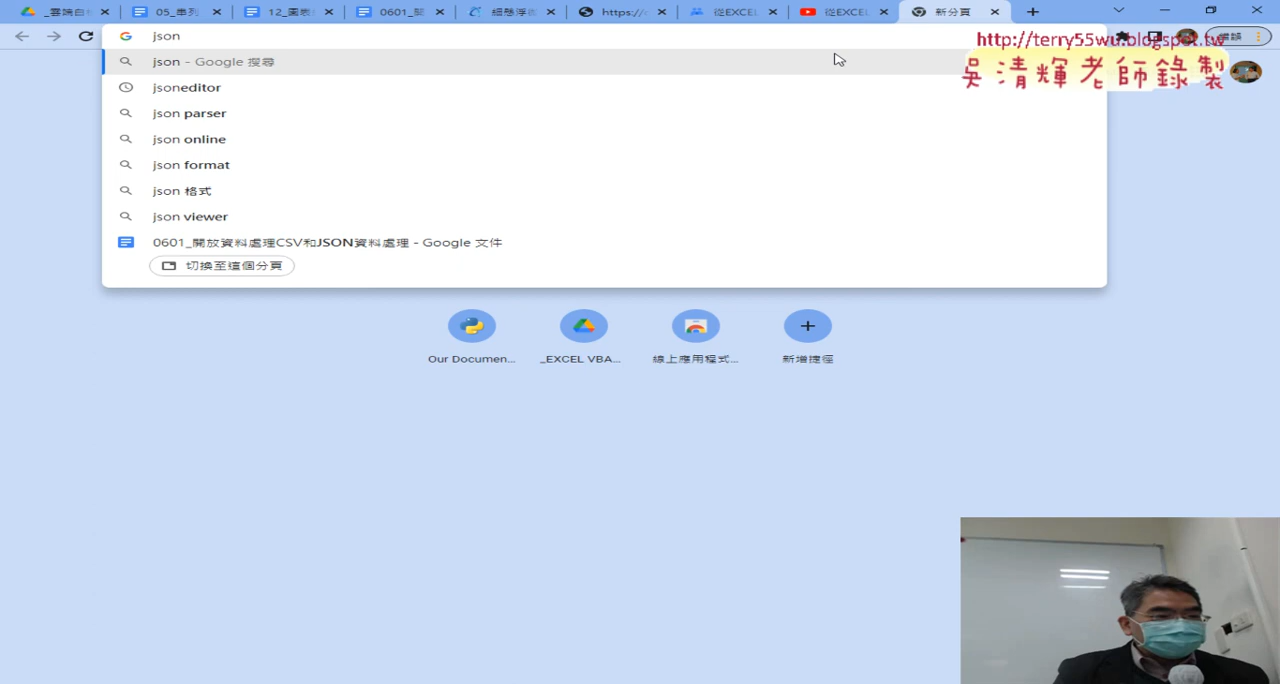 _雲端白 05_串列 12_圖表 0601_開 細懸浮 https:// 從EXCEL 從EXCEL 新分頁
json
http://terry55wu.blogspot.tw
吳清輝老師錄製
json - Google 搜尋
jsoneditor
json parser
json online
json format
json 格式
json viewer
0601_開放資料處理CSV和JSON資料處理 - Google 文件
切換至這個分頁
Our Documen... _EXCEL VBA... 線上應用程式... 新增捷徑